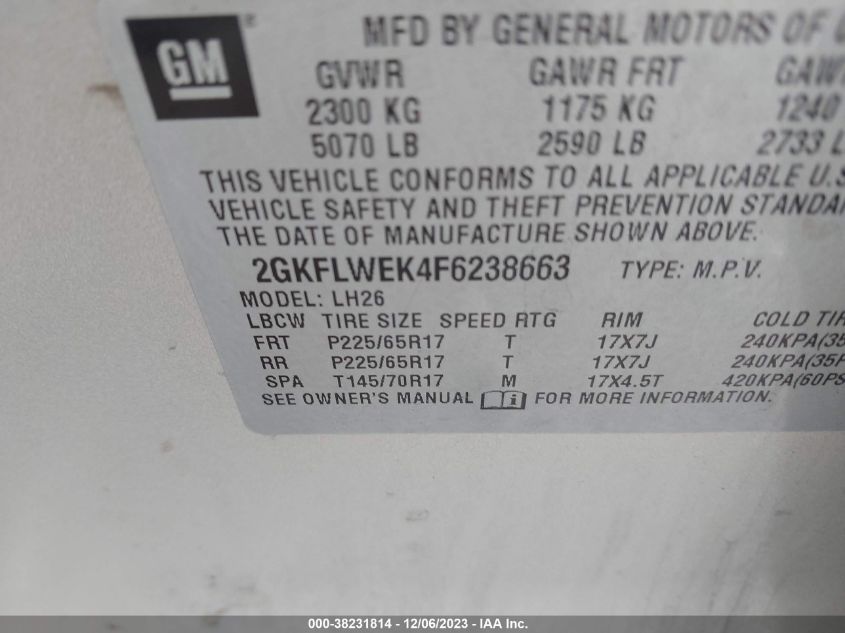 GM
MFD BY GENERAL MOTORS OF
GVWR GAWR FRT
2300 KG 1175 KG 1240
5070 LB 2590 LB 2733
THIS VEHICLE CONFORMS TO ALL APPLICABLE U.S
VEHICLE SAFETY AND THEFT PREVENTION
THE DATE OF MANUFACTURE SHOWN ABOVE.
2GKFLWEK4F6238663 TYPE: M.P.V.
MODEL: LH26
LBCW TIRE SIZE SPEED RTG RIM COLD
FRT P225/65R17 T 17X7J 240KPA(35
RR P225/65R17 T 17X7J 240KPA(35
SPA T145/70R17 M 17X4.5T 420KPA(60PS
SEE OWNER'S MANUAL i FOR MORE INFORMATION.
000-38231814 - 12/06/2023 - IAA Inc.